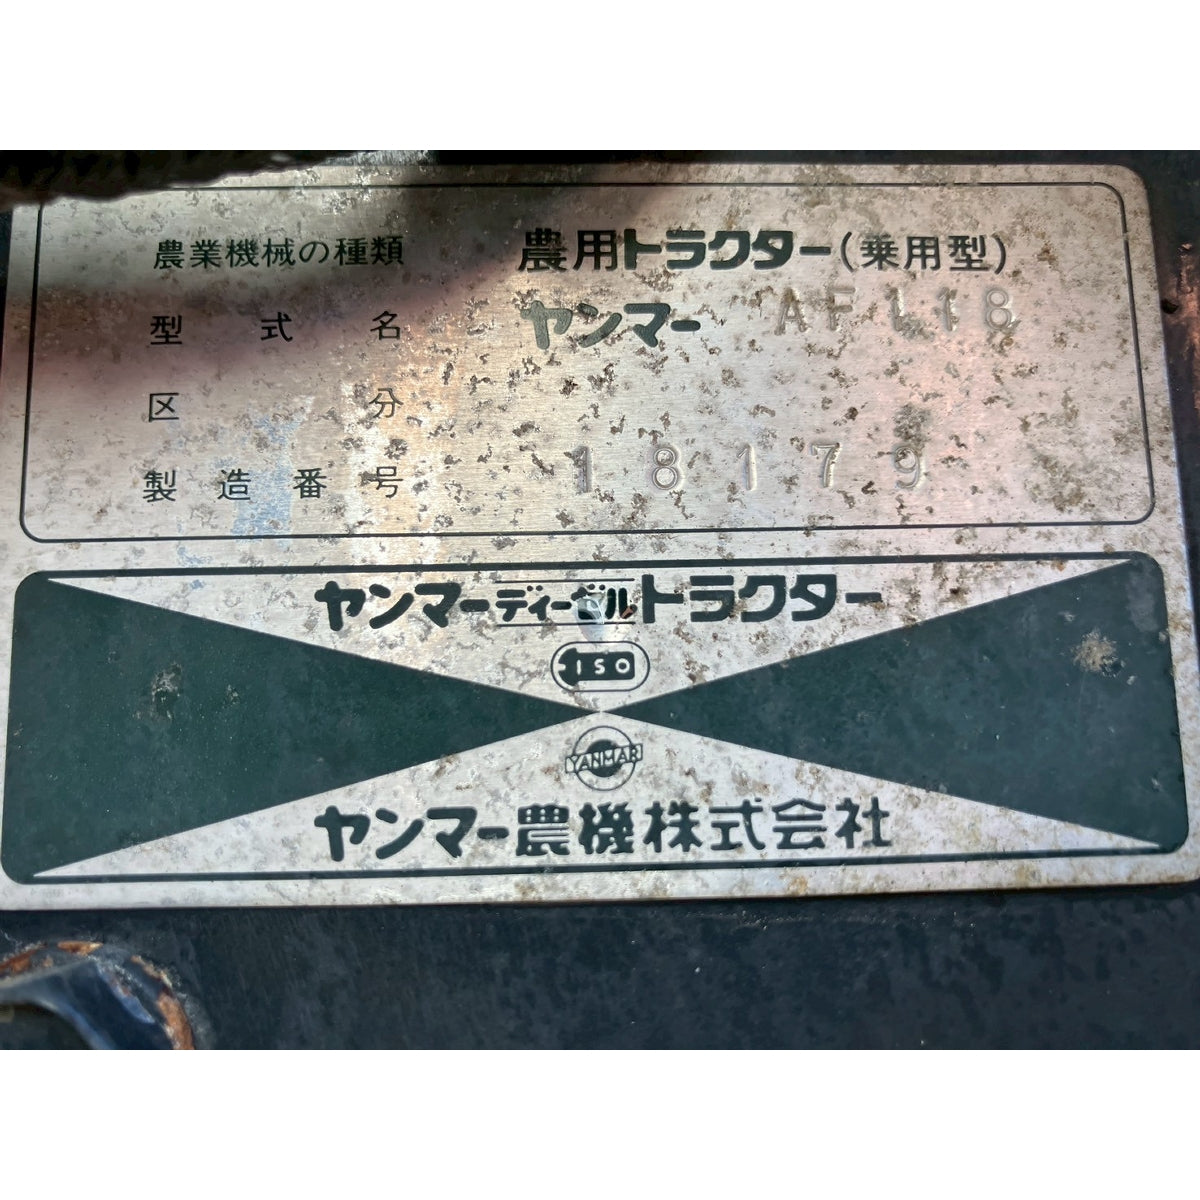 農業機械の種類 農用トラクター(乗用型)
型式名 ヤンマー AF118
区分
製造番号 18179
ヤンマーディーゼルトラクター
ISO
YANMAR
ヤンマー農機株式会社